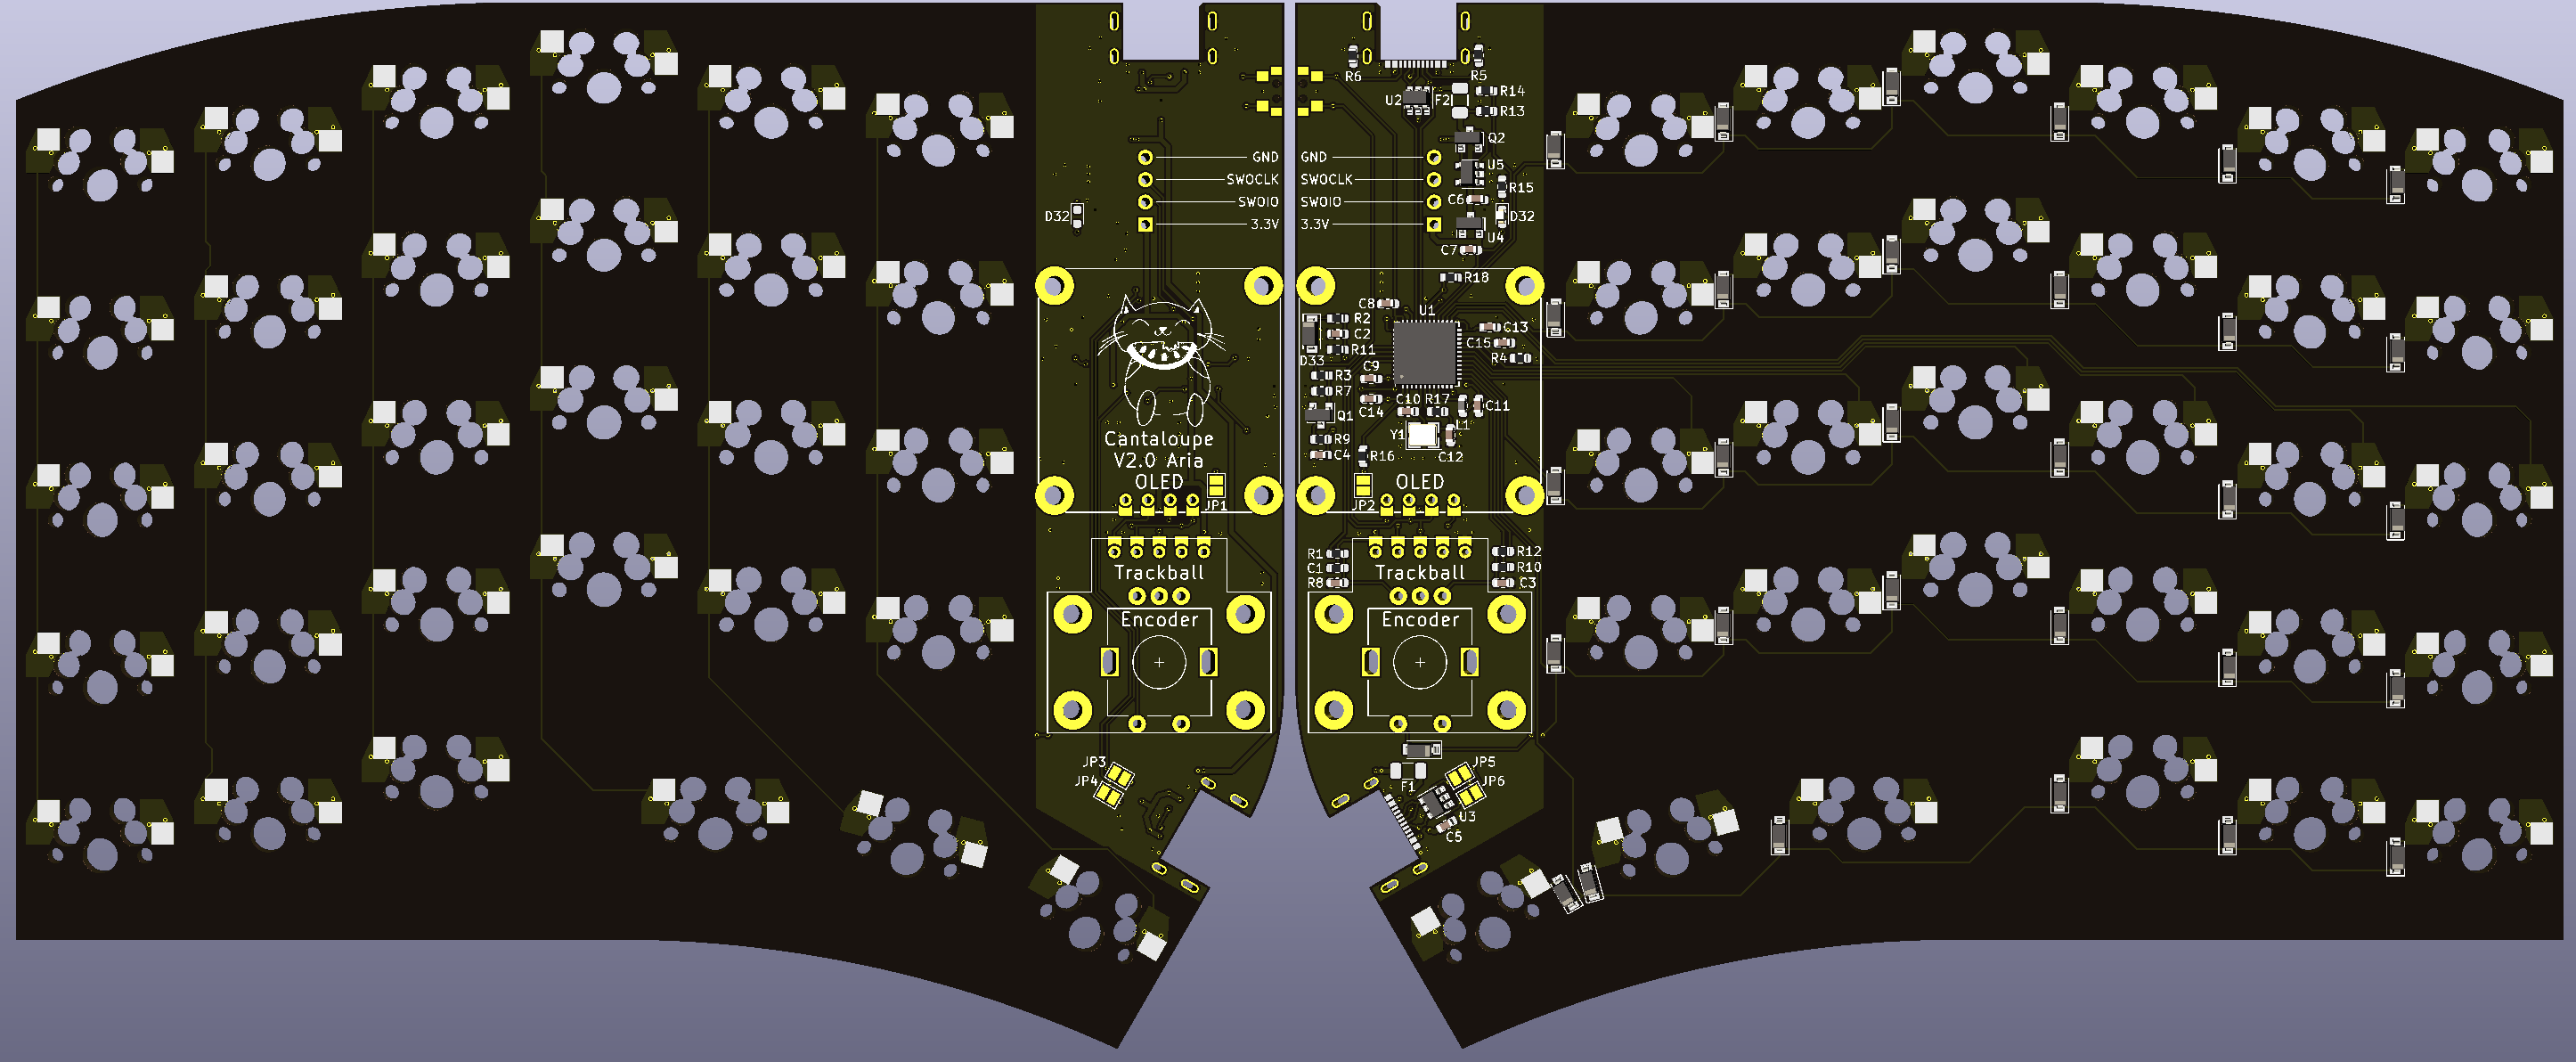 GND
SWOCLK
SWOIO
3.3V
D32
Cantaloupe
V2.0 Aria
OLED
JP1
Trackball
Encoder
JP3
JP4
R6
R5
U2
F2
R14
R13
Q2
GND
SWOCLK
SWOIO
3.3V
U5
R15
C6
D32
U4
C7
R18
C8
U1
R2
C2
R11
D33
C13
C15
R4
C9
R3
R7
C14
C10
R17
C11
Q1
Y1
L1
R9
C4
R16
C12
OLED
JP2
R1
C1
R8
Trackball
R12
R10
C3
Encoder
JP5
JP6
F1
U3
C5